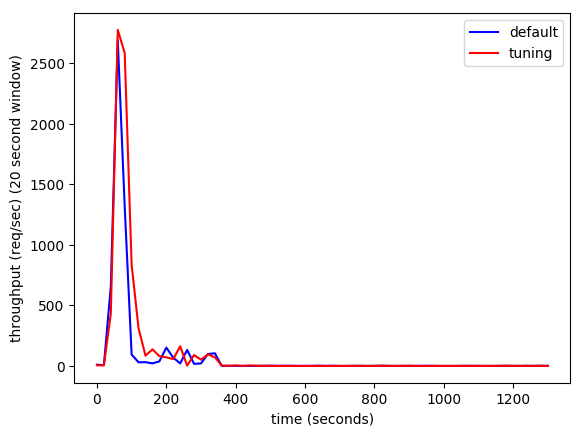 default
tuning
throughput (req/sec) (20 second window)
2500
2000
1500
1000
500
0
0 200 400 600 800 1000 1200
time (seconds)